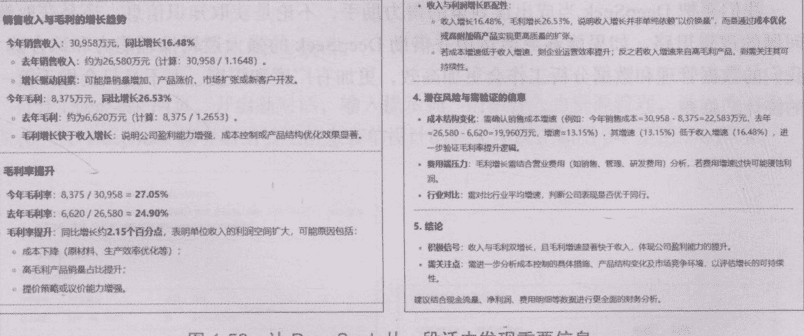 销售收入与毛利的增长趋势
今年销售收入：30,958万元，同比增长16.48%
去年销售收入：约为26,580万元（计算：30,958 / 1.1648）。
增长驱动因素：可能是销量增加、产品涨价、市场扩张或新客户开发。
今年毛利：8,375万元，同比增长26.53%
去年毛利：约为6,620万元（计算：8,375 / 1.2653）。
毛利增长快于收入增长：说明公司盈利能力增强，成本控制或产品结构优化效果显著。
毛利率提升
今年毛利率：8,375 / 30,958 ≈ 27.05%
去年毛利率：6,620 / 26,580 ≈ 24.90%
毛利率提升：同比增长约2.15个百分点，表明单位收入的利润空间扩大，可能原因包括：
成本下降（原材料、生产效率优化等）；
高毛利产品销量占比提升；
提价策略或议价能力增强。
收入与利润增长匹配性：
收入增长16.48%，毛利增长26.53%，说明收入增长并非单纯依赖“以价换量”，而是通过成本优化
或高附加值产品实现更高质量的扩张。
若成本增速低于收入增速，则企业运营效率提升；反之若收入增速来自高毛利产品，则需关注其可
持续性。
4. 潜在风险与需验证的信息
成本结构变化：需确认销售成本增速（例如：今年销售成本=30,958 - 8,375=22,583万元，去年
=26,580 - 6,620=19,960万元，增速≈13.15%），其增速（13.15%）低于收入增速（16.48%），进
一步验证毛利率提升逻辑。
费用端压力：毛利增长需结合营业费用（如销售、管理、研发费用）分析，若费用增速过快可能侵蚀利
润。
行业对比：需对比行业平均增速，判断公司表现是否优于同行。
5. 结论
积极信号：收入与毛利双增长，且毛利增速显著快于收入，体现公司盈利能力的提升。
需关注点：需进一步分析成本控制的具体措施、产品结构变化及市场竞争环境，以评估增长的可持续
性。
建议结合现金流量、净利润、费用明细等数据进行更全面的财务分析。